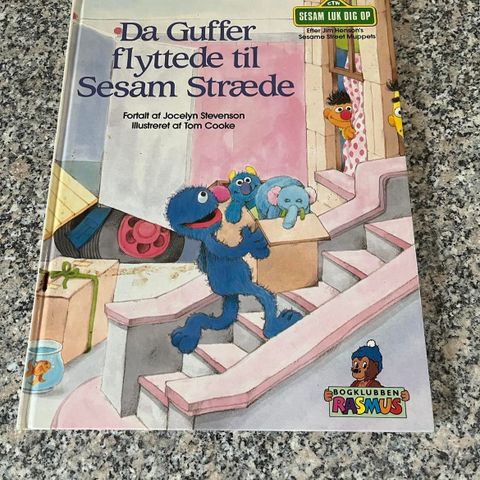 CTW
SESAM LUK DIG OP
Efter Jim Henson's
Sesame Street Muppets
Da Guffer
flyttede til
Sesam Stræde
Fortalt af Jocelyn Stevenson
Illustreret af Tom Cooke
BOGKLUBBEN
RASMUS